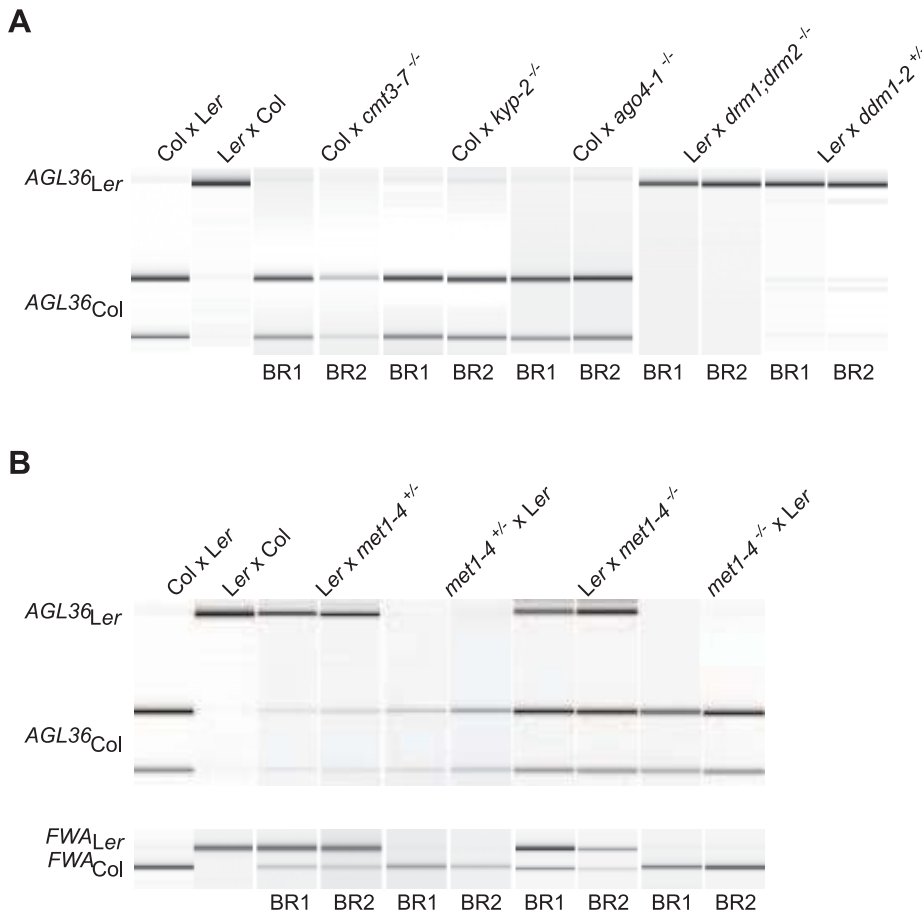 A
Col x Ler
Ler x Col
Col x cmt3-7 -/-
Col x kyp-2 -/-
Col x ago4-1 -/-
Ler x drm1;drm2 -/-
Ler x ddm1-2 +/-
AGL36Ler
AGL36Col
BR1 BR2 BR1 BR2 BR1 BR2 BR1 BR2 BR1 BR2
B
Col x Ler
Ler x Col
Ler x met1-4 +/-
met1-4 +/- x Ler
Ler x met1-4 -/-
met1-4 -/- x Ler
AGL36Ler
AGL36Col
FWALer
FWACol
BR1 BR2 BR1 BR2 BR1 BR2 BR1 BR2